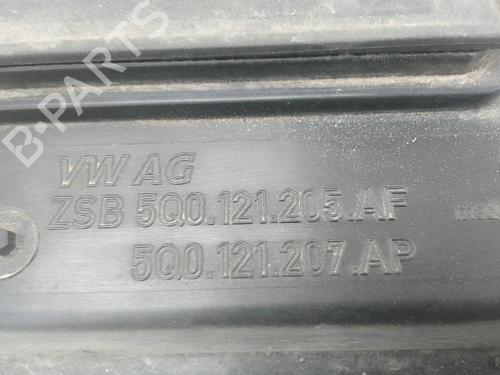 B-PARTS
VW AG
ZSB 5Q0.121.205.AF
5Q0.121.207.AP